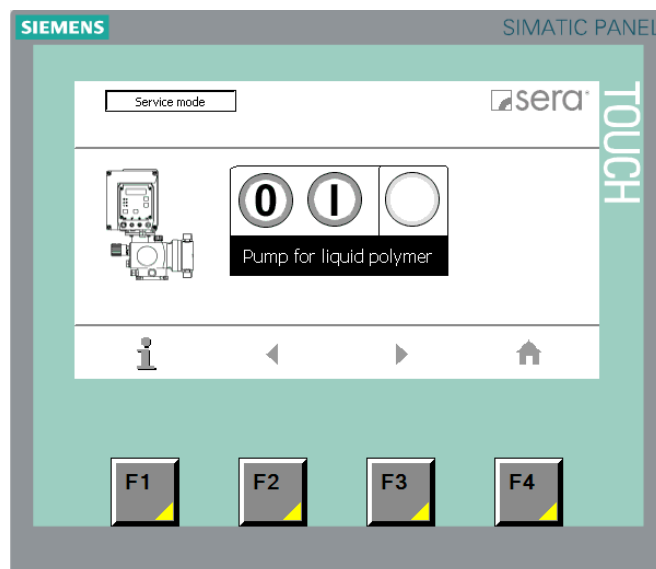 SIEMENS
SIMATIC PANEL
TOUCH
Service mode
sera
0 I
Pump for liquid polymer
i
F1 F2 F3 F4